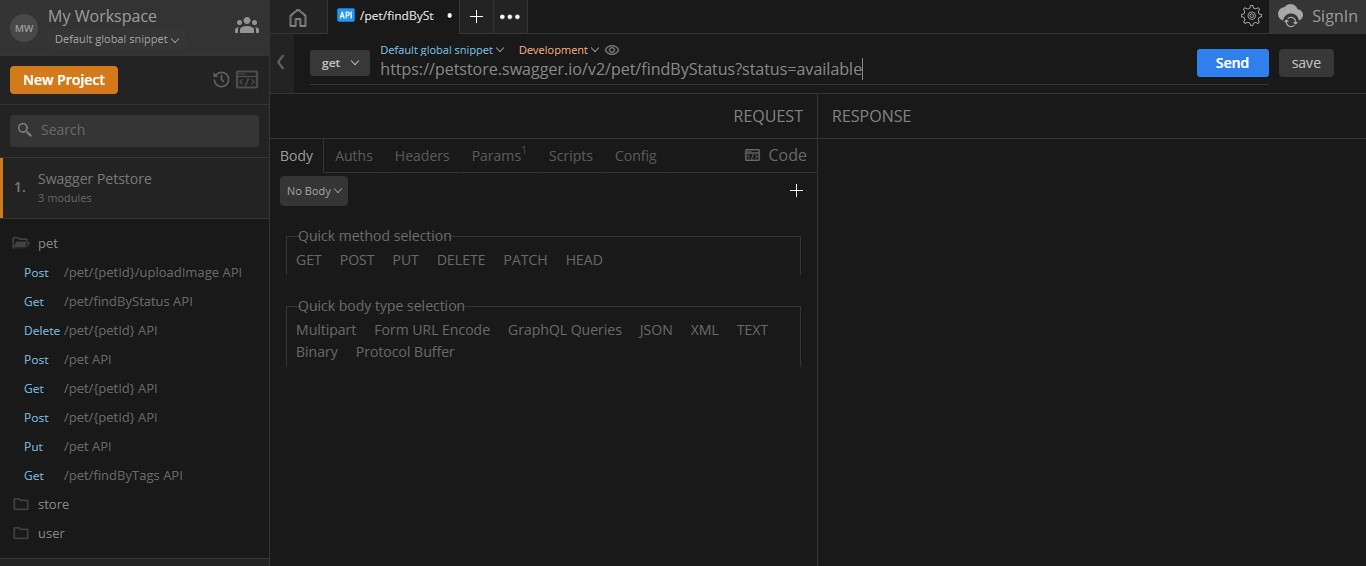 MW
My Workspace
Default global snippet
API /pet/findBySt
SignIn
New Project
Search
1. Swagger Petstore
3 modules
pet
Post /pet/{petId}/uploadImage API
Get /pet/findByStatus API
Delete /pet/{petId} API
Post /pet API
Get /pet/{petId} API
Post /pet/{petId} API
Put /pet API
Get /pet/findByTags API
store
user
get
Default global snippet Development
https://petstore.swagger.io/v2/pet/findByStatus?status=available
Send save
REQUEST
Body Auths Headers Params 1 Scripts Config Code
No Body
Quick method selection
GET POST PUT DELETE PATCH HEAD
Quick body type selection
Multipart Form URL Encode GraphQL Queries JSON XML TEXT
Binary Protocol Buffer
RESPONSE